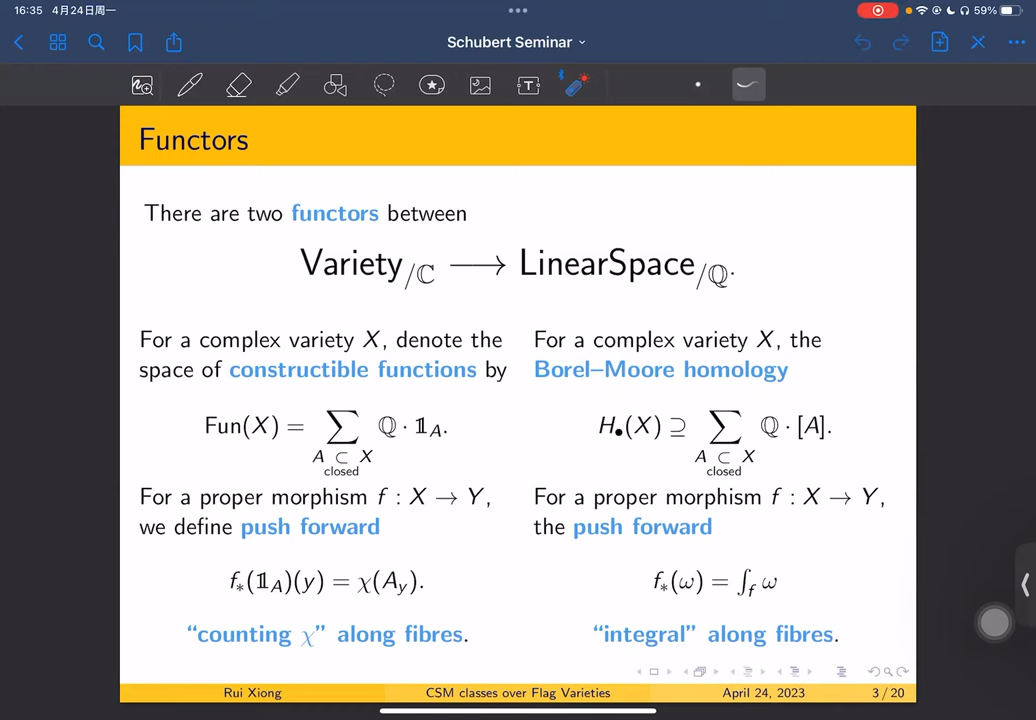 16:35 4月24日周一
59%
Schubert Seminar
Functors
There are two functors between
Variety/ℂ ⟶ LinearSpace/ℚ.
For a complex variety X, denote the
space of constructible functions by
Fun(X) = ∑ ℚ · 𝟙_A.
A ⊂ X
closed
For a proper morphism f : X → Y,
we define push forward
f_*(𝟙_A)(y) = χ(A_y).
“counting χ” along fibres.
For a complex variety X, the
Borel–Moore homology
H_•(X) ⊇ ∑ ℚ · [A].
A ⊂ X
closed
For a proper morphism f : X → Y,
the push forward
f_*(ω) = ∫_f ω
“integral” along fibres.
Rui Xiong CSM classes over Flag Varieties April 24, 2023 3 / 20